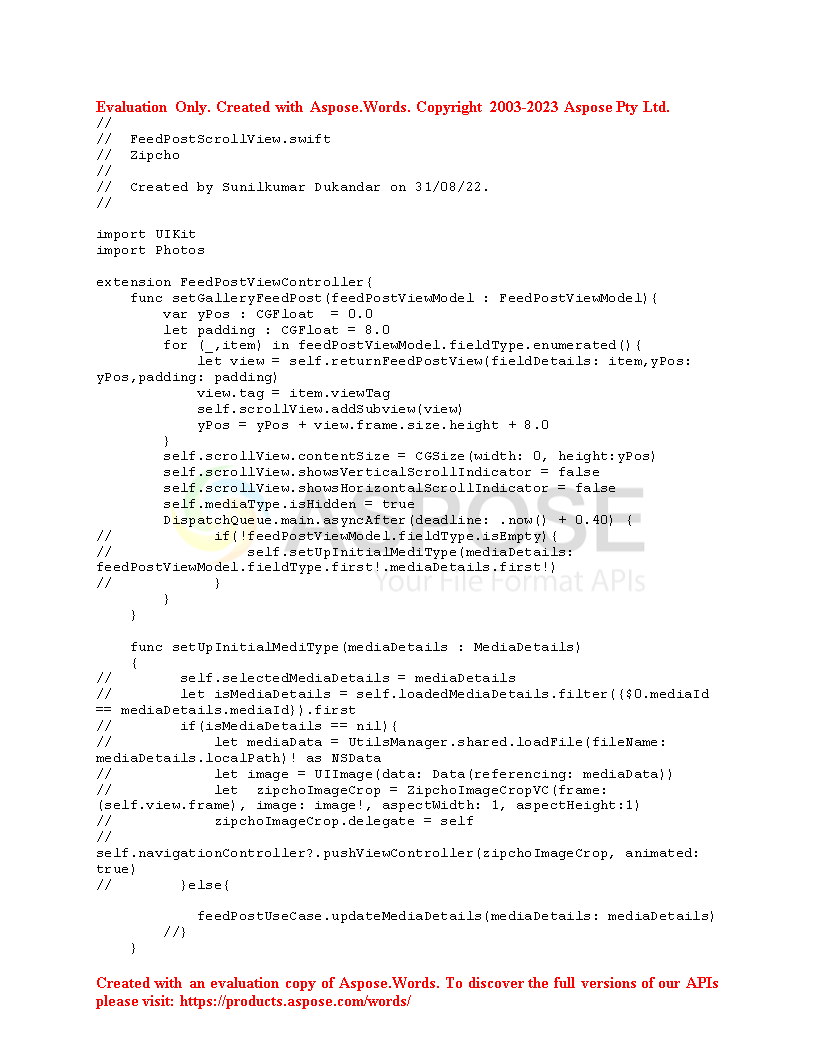 Evaluation Only. Created with Aspose.Words. Copyright 2003-2023 Aspose Pty Ltd.
//
//  FeedPostScrollView.swift
//  Zipcho
//
//  Created by Sunilkumar Dukandar on 31/08/22.
//

import UIKit
import Photos

extension FeedPostViewController{
    func setGalleryFeedPost(feedPostViewModel : FeedPostViewModel){
        var yPos : CGFloat  = 0.0
        let padding : CGFloat = 8.0
        for (_,item) in feedPostViewModel.fieldType.enumerated(){
            let view = self.returnFeedPostView(fieldDetails: item,yPos:
yPos,padding: padding)
            view.tag = item.viewTag
            self.scrollView.addSubview(view)
            yPos = yPos + view.frame.size.height + 8.0
        }
        self.scrollView.contentSize = CGSize(width: 0, height:yPos)
        self.scrollView.showsVerticalScrollIndicator = false
        self.scrollView.showsHorizontalScrollIndicator = false
        self.mediaType.isHidden = true
        DispatchQueue.main.asyncAfter(deadline: .now() + 0.40) {
//            if(!feedPostViewModel.fieldType.isEmpty){
//                self.setUpInitialMediType(mediaDetails:
feedPostViewModel.fieldType.first!.mediaDetails.first!)
//            }
        }
    }
ASPOSE
Your File Format APIs

    func setUpInitialMediType(mediaDetails : MediaDetails)
    {
//        self.selectedMediaDetails = mediaDetails
//        let isMediaDetails = self.loadedMediaDetails.filter({$0.mediaId
== mediaDetails.mediaId}).first
//        if(isMediaDetails == nil){
//            let mediaData = UtilsManager.shared.loadFile(fileName:
mediaDetails.localPath)! as NSData
//            let image = UIImage(data: Data(referencing: mediaData))
//            let  zipchoImageCrop = ZipchoImageCropVC(frame:
(self.view.frame), image: image!, aspectWidth: 1, aspectHeight:1)
//            zipchoImageCrop.delegate = self
//
self.navigationController?.pushViewController(zipchoImageCrop, animated:
true)
//        }else{

            feedPostUseCase.updateMediaDetails(mediaDetails: mediaDetails)
        //}
    }

Created with an evaluation copy of Aspose.Words. To discover the full versions of our APIs
please visit: https://products.aspose.com/words/